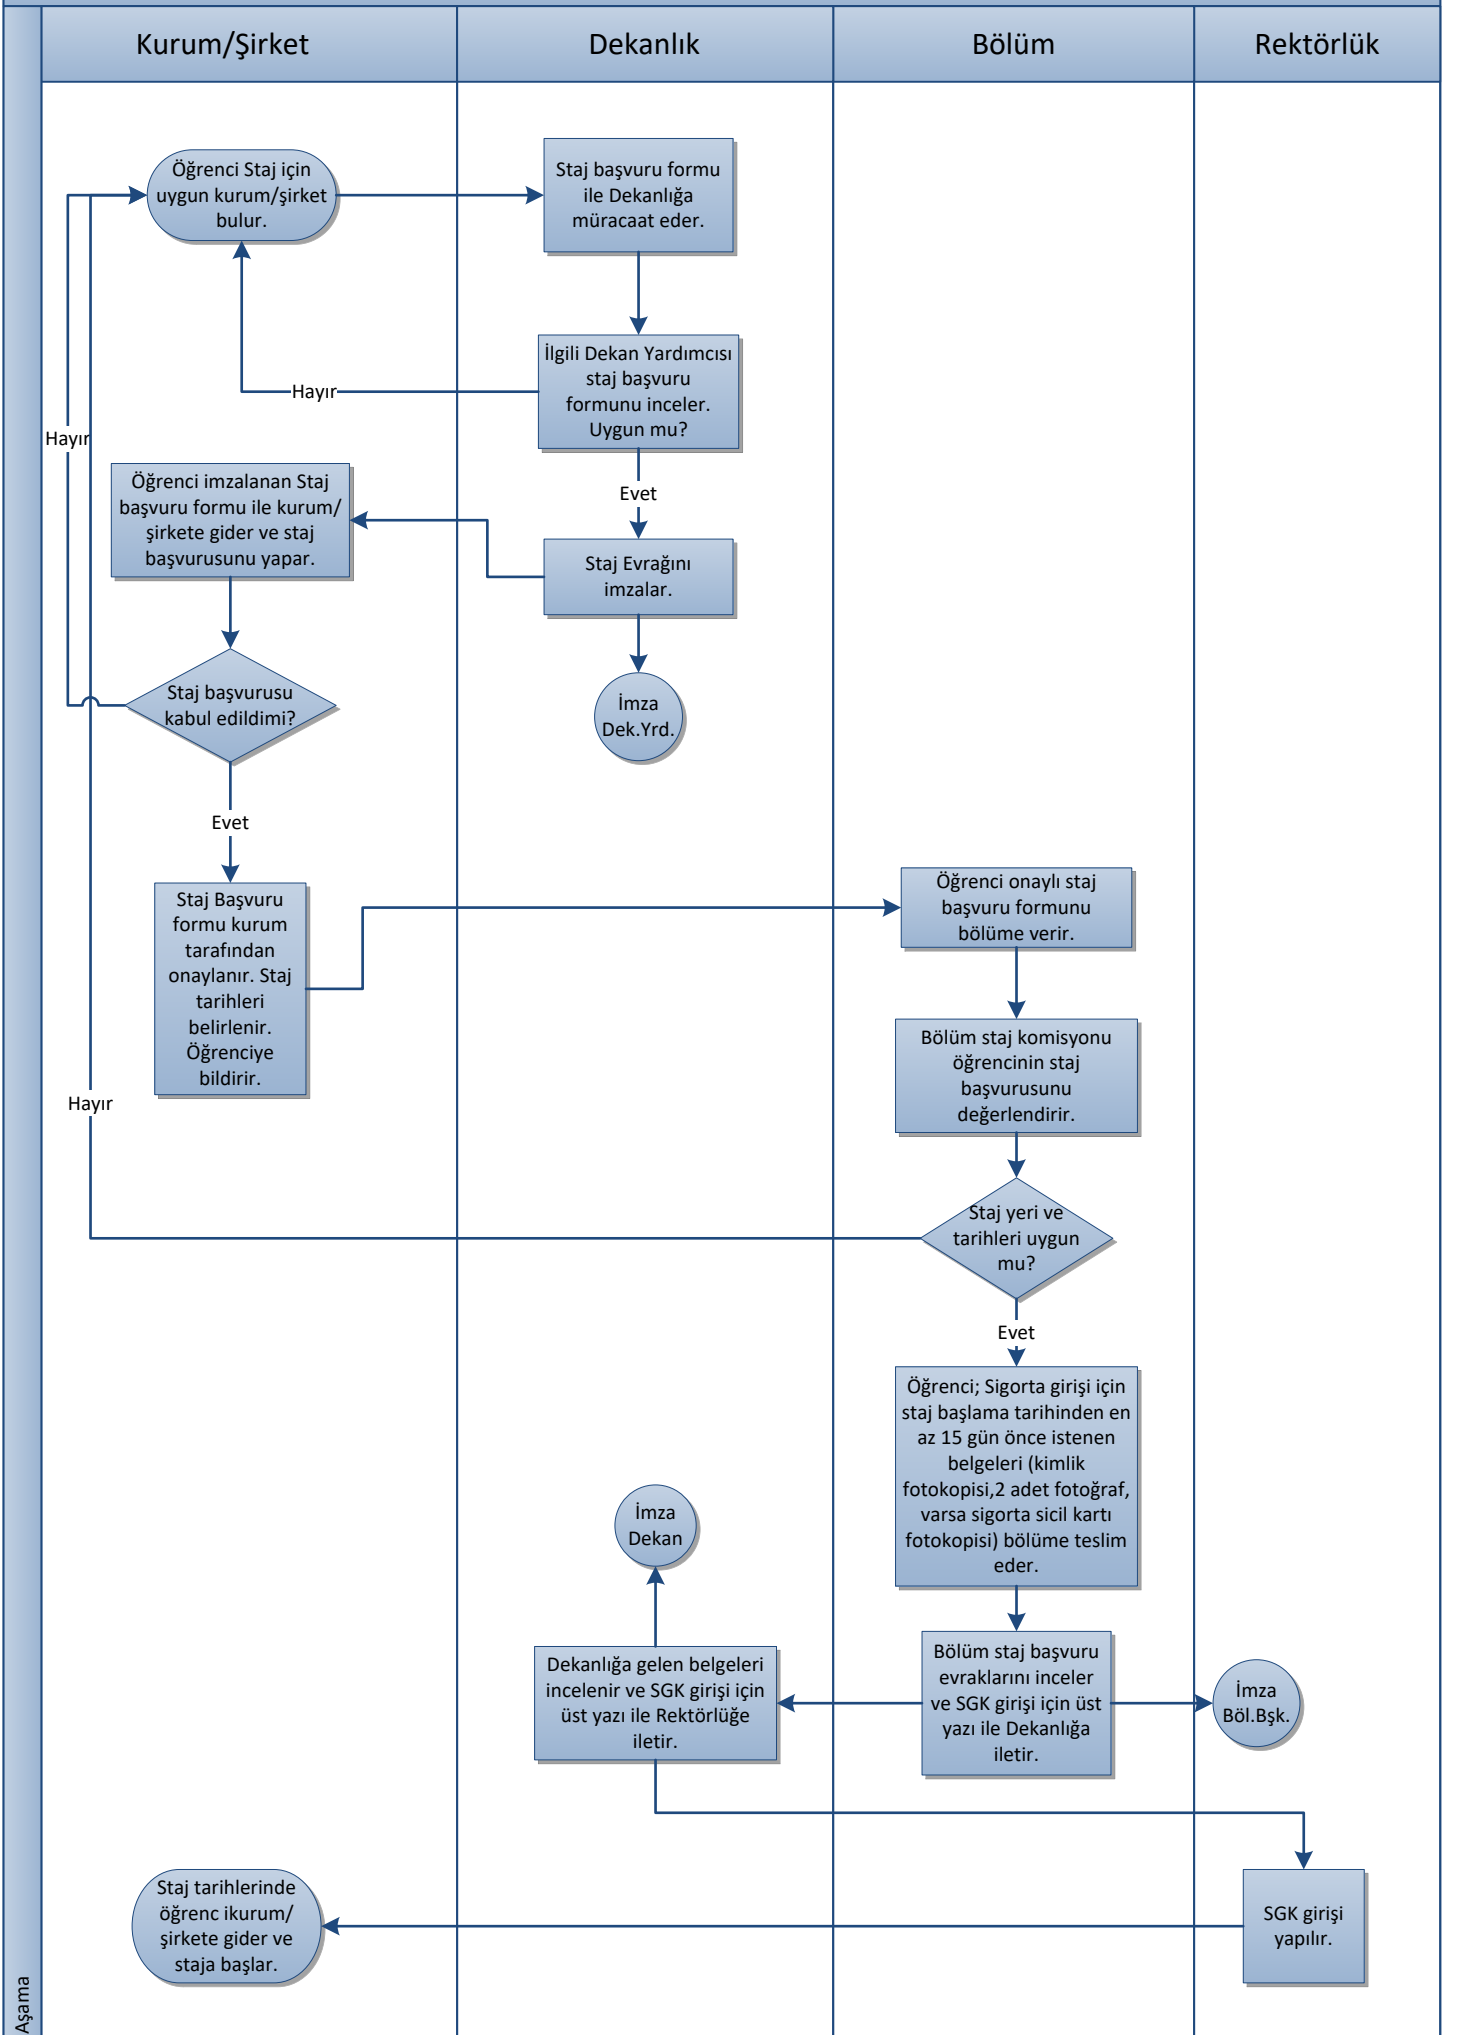 Kurum/Şirket
Dekanlık
Bölüm
Rektörlük
Öğrenci Staj için
uygun kurum/şirket
bulur.
Staj başvuru formu
ile Dekanlığa
müracaat eder.
İlgili Dekan Yardımcısı
staj başvuru
formunu inceler.
Uygun mu?
Hayır
Hayır
Evet
Öğrenci imzalanan Staj
başvuru formu ile kurum/
şirkete gider ve staj
başvurusunu yapar.
Staj Evrağını
imzalar.
Staj başvurusu
kabul edildimi?
İmza
Dek.Yrd.
Evet
Staj Başvuru
formu kurum
tarafından
onaylanır. Staj
tarihleri
belirlenir.
Öğrenciye
bildirir.
Öğrenci onaylı staj
başvuru formunu
bölüme verir.
Bölüm staj komisyonu
öğrencinin staj
başvurusunu
değerlendirir.
Hayır
Staj yeri ve
tarihleri uygun
mu?
Evet
Öğrenci; Sigorta girişi için
staj başlama tarihinden en
az 15 gün önce istenen
belgeleri (kimlik
fotokopisi,2 adet fotoğraf,
varsa sigorta sicil kartı
fotokopisi) bölüme teslim
eder.
İmza
Dekan
Dekanlığa gelen belgeleri
incelenir ve SGK girişi için
üst yazı ile Rektörlüğe
iletir.
Bölüm staj başvuru
evraklarını inceler
ve SGK girişi için üst
yazı ile Dekanlığa
iletir.
İmza
Böl.Bşk.
Staj tarihlerinde
öğrenc ikurum/
şirkete gider ve
staja başlar.
SGK girişi
yapılır.
Aşama